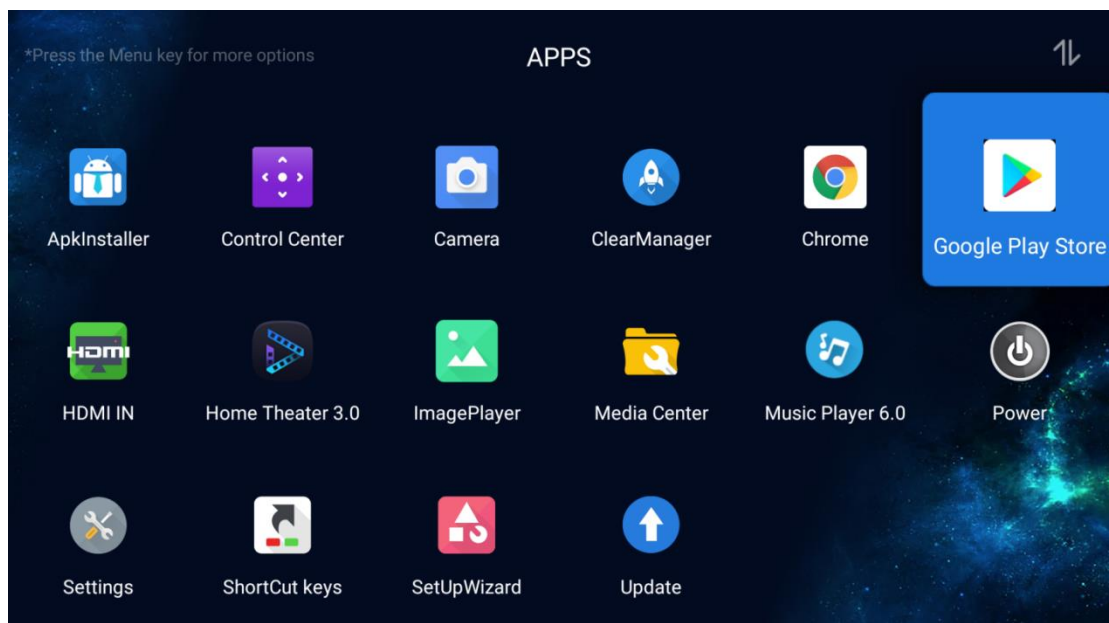 *Press the Menu key for more options
APPS
ApkInstaller
Control Center
Camera
ClearManager
Chrome
Google Play Store
HDMI
HDMI IN
Home Theater 3.0
ImagePlayer
Media Center
Music Player 6.0
Power
Settings
ShortCut keys
SetUpWizard
Update